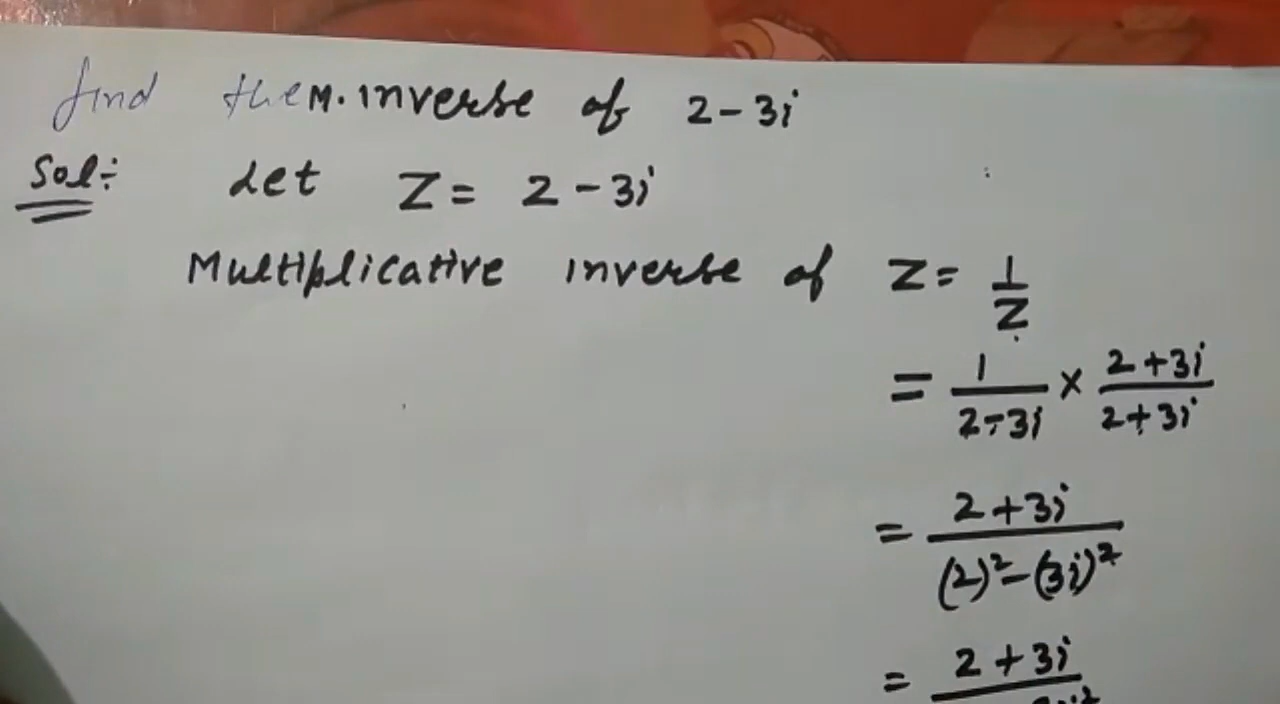 find the M. inverse of 2-3i
Sol:- Let Z = 2-3i
Multiplicative inverse of Z = 1/Z
= 1/(2-3i) × (2+3i)/(2+3i)
= (2+3i)/((2)²-(3i)²)
= 2+3i